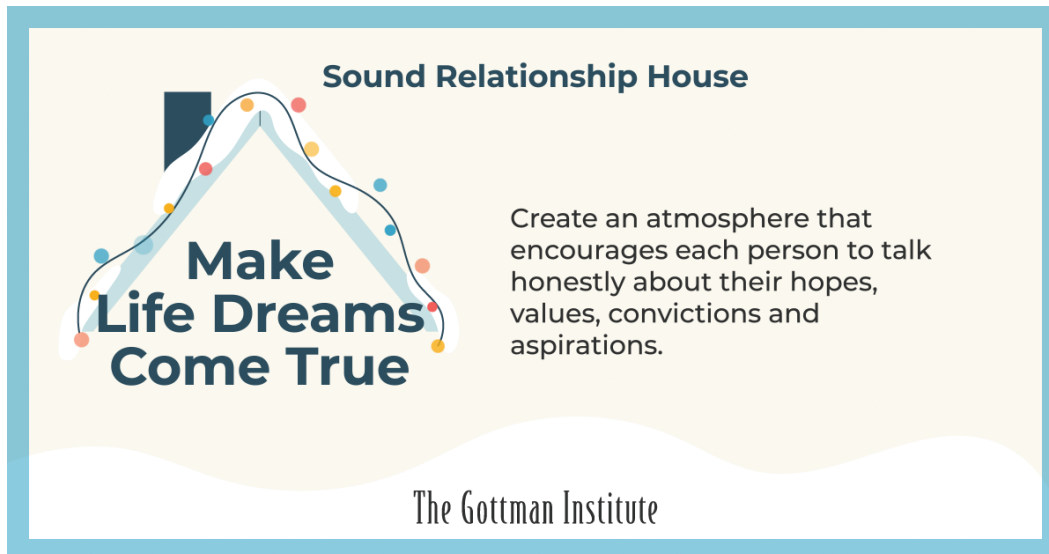 Sound Relationship House
Make
Life Dreams
Come True
Create an atmosphere that
encourages each person to talk
honestly about their hopes,
values, convictions and
aspirations.
The Gottman Institute